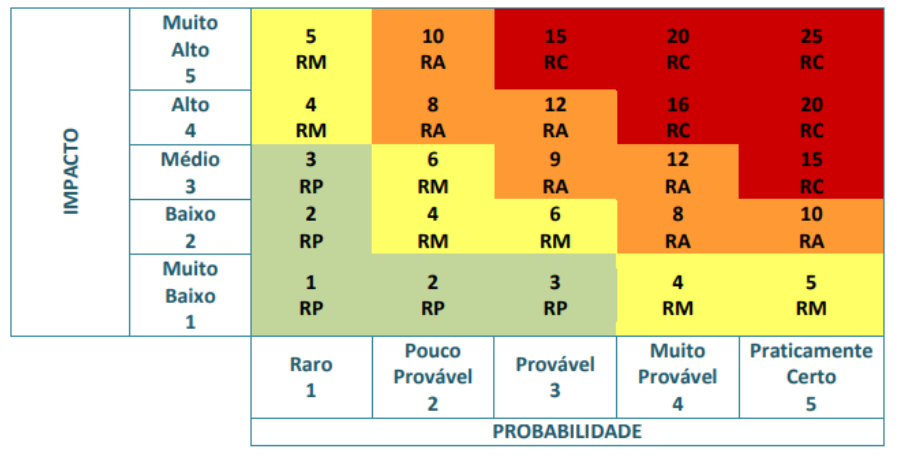 IMPACTO
Muito
Alto
5
5 10 15 20 25
RM RA RC RC RC
Alto
4
4 8 12 16 20
RM RA RA RC RC
Médio
3
3 6 9 12 15
RP RM RA RA RC
Baixo
2
2 4 6 8 10
RP RM RM RA RA
Muito
Baixo
1
1 2 3 4 5
RP RP RP RM RM
Raro
1
Pouco
Provável
2
Provável
3
Muito
Provável
4
Praticamente
Certo
5
PROBABILIDADE